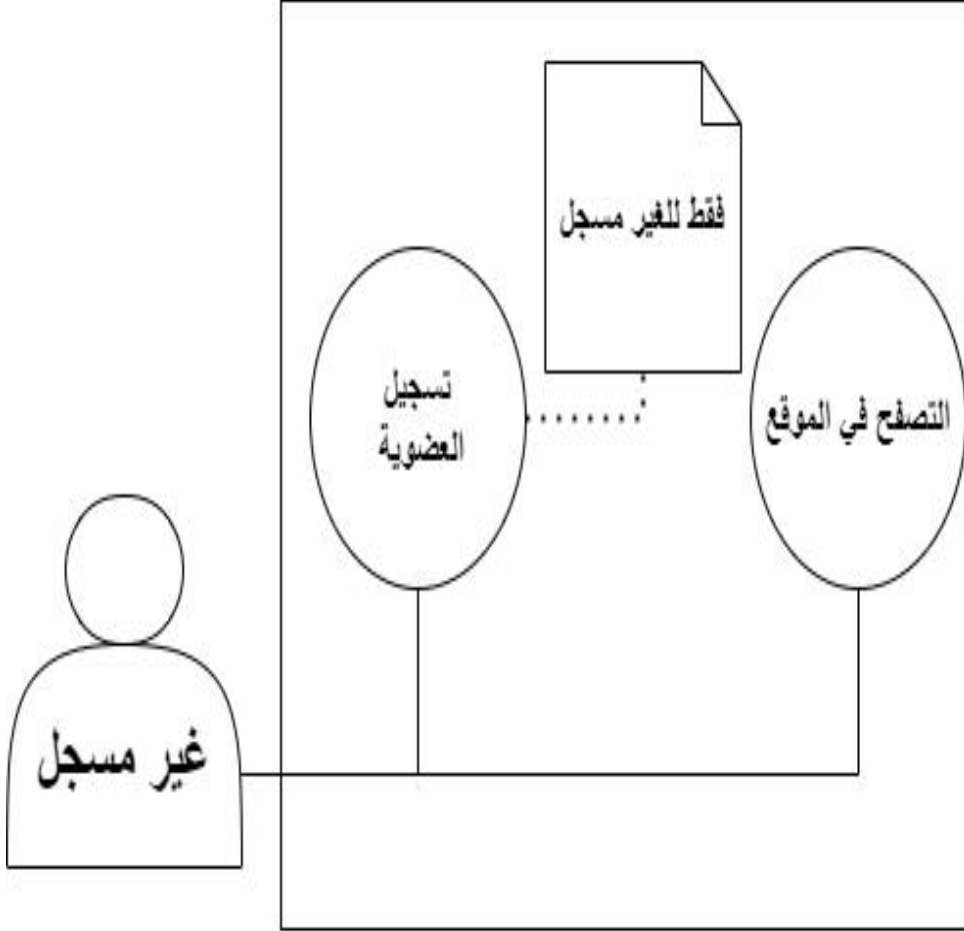 فقط للغير مسجل
تسجيل
العضوية
التصفح في الموقع
غير مسجل